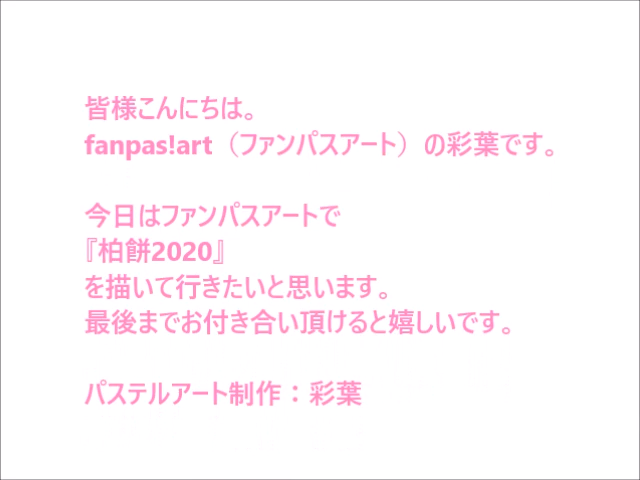 皆様こんにちは。
fanpas!art（ファンパスアート）の彩葉です。
今日はファンパスアートで
『柏餅2020』
を描いて行きたいと思います。
最後までお付き合い頂けると嬉しいです。
パステルアート制作：彩葉